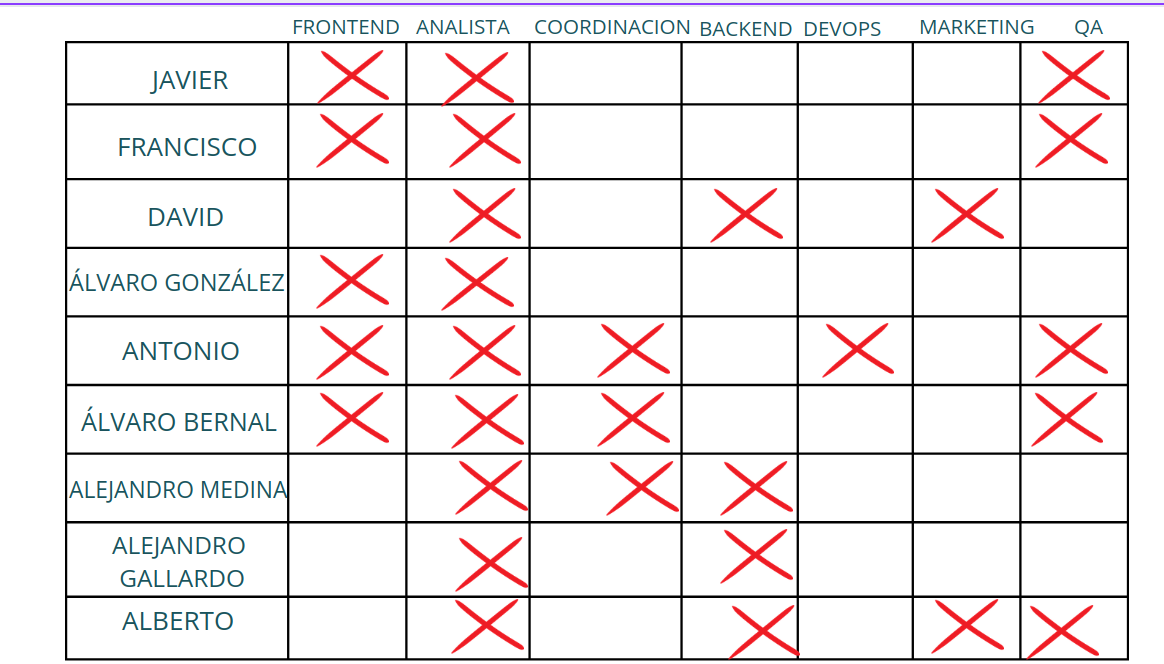 FRONTEND ANALISTA COORDINACION BACKEND DEVOPS MARKETING QA
JAVIER
FRANCISCO
DAVID
ÁLVARO GONZÁLEZ
ANTONIO
ÁLVARO BERNAL
ALEJANDRO MEDINA
ALEJANDRO
GALLARDO
ALBERTO